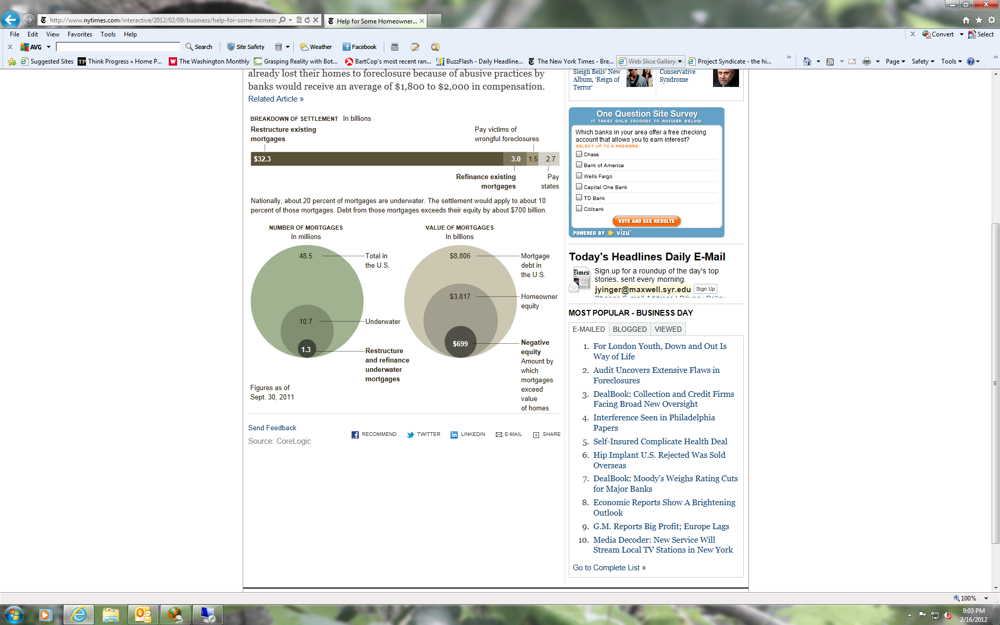 http://www.nytimes.com/interactive/2012/02/09/business/help-for-some-homeov
Help for Some Homeowner...
File Edit View Favorites Tools Help
Convert Select
AVG Search Site Safety Weather Facebook
Suggested Sites Think Progress » Home P... The Washington Monthly Grasping Reality with Bot... BartCop's most recent ran... BuzzFlash - Daily Headline... The New York Times - Bre... Web Slice Gallery Project Syndicate - the hi... Page Safety Tools
already lost their homes to foreclosure because of abusive practices by
banks would receive an average of $1,800 to $2,000 in compensation.
Related Article »
BREAKDOWN OF SETTLEMENT In billions
Restructure existing
mortgages
Pay victims of
wrongful foreclosures
$32.3 3.0 1.5 2.7
Refinance existing
mortgages
Pay
states
Nationally, about 20 percent of mortgages are underwater. The settlement would apply to about 10
percent of those mortgages. Debt from those mortgages exceeds their equity by about $700 billion.
NUMBER OF MORTGAGES
In millions
48.5
Total in
the U.S.
10.7
Underwater
1.3
Restructure
and refinance
underwater
mortgages
Figures as of
Sept. 30, 2011
VALUE OF MORTGAGES
In billions
$8,806
Mortgage
debt in
the U.S.
$3,817
Homeowner
equity
$699
Negative
equity
Amount by
which
mortgages
exceed
value
of homes
Send Feedback
RECOMMEND TWITTER LINKEDIN E-MAIL SHARE
Source: CoreLogic
Sleigh Bells' New
Album, 'Reign of
Terror'
Conservative
Syndrome
One Question Site Survey
IT TAKES ONLY SECONDS TO ANSWER BELOW
Which banks in your area offer a free checking
account that allows you to earn interest?
SELECT UP TO 6 ANSWERS:
Chase
Bank of America
Wells Fargo
Capital One Bank
TD Bank
Citibank
VOTE AND SEE RESULTS
POWERED BY vizu
Today's Headlines Daily E-Mail
Times
Sign up for a roundup of the day's top
stories, sent every morning.
jyinger@maxwell.syr.edu Sign Up
Change E-mail Address | Privacy Policy
MOST POPULAR - BUSINESS DAY
E-MAILED BLOGGED VIEWED
1. For London Youth, Down and Out Is
Way of Life
2. Audit Uncovers Extensive Flaws in
Foreclosures
3. DealBook: Collection and Credit Firms
Facing Broad New Oversight
4. Interference Seen in Philadelphia
Papers
5. Self-Insured Complicate Health Deal
6. Hip Implant U.S. Rejected Was Sold
Overseas
7. DealBook: Moody's Weighs Rating Cuts
for Major Banks
8. Economic Reports Show A Brightening
Outlook
9. G.M. Reports Big Profit; Europe Lags
10. Media Decoder: New Service Will
Stream Local TV Stations in New York
Go to Complete List »
100%
9:03 PM
2/16/2012